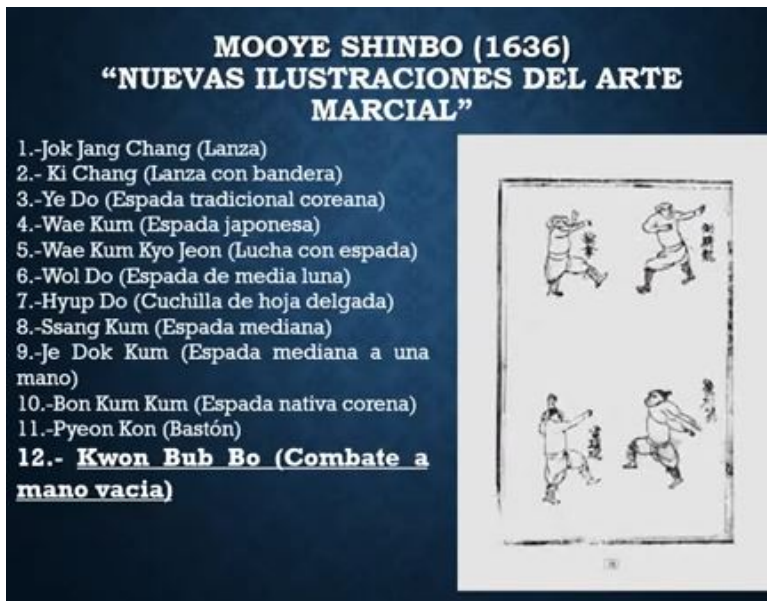 MOOYE SHINBO (1636)
“NUEVAS ILUSTRACIONES DEL ARTE
MARCIAL”
1.-Jok Jang Chang (Lanza)
2.- Ki Chang (Lanza con bandera)
3.-Ye Do (Espada tradicional coreana)
4.-Wae Kum (Espada japonesa)
5.-Wae Kum Kyo Jeon (Lucha con espada)
6.-Wol Do (Espada de media luna)
7.-Hyup Do (Cuchilla de hoja delgada)
8.-Ssang Kum (Espada mediana)
9.-Je Dok Kum (Espada mediana a una
mano)
10.-Bon Kum Kum (Espada nativa corena)
11.-Pyeon Kon (Bastón)
12.- Kwon Bub Bo (Combate a
mano vacia)